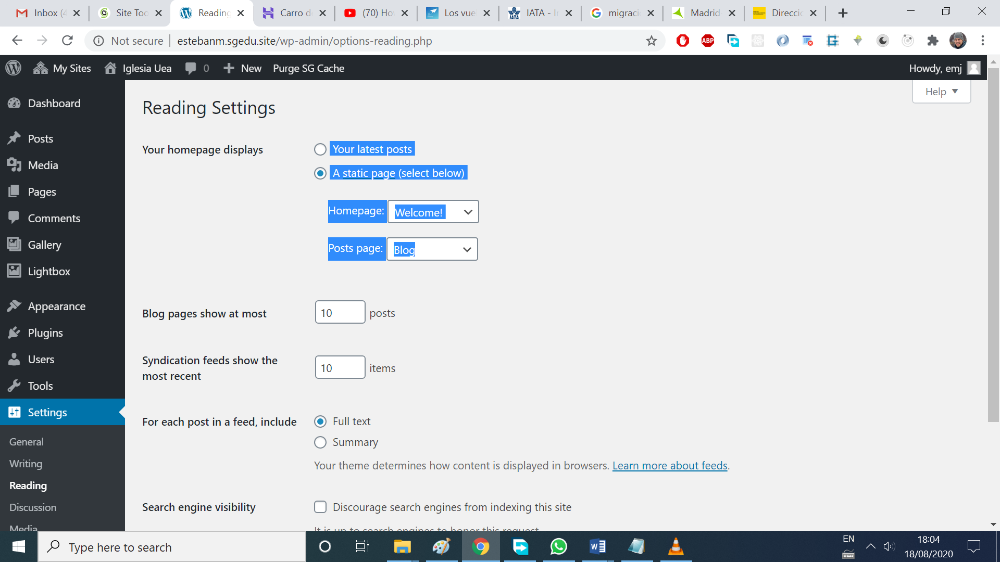 Inbox (4
Site Too
Reading
Carro d
(70) Ho
Los vue
IATA - I
migraci
Madrid
Direcci
Not secure
estebanm.sgedu.site/wp-admin/options-reading.php
ABP
My Sites
Iglesia Uea
0
New
Purge SG Cache
Howdy, emj
Help
Dashboard
Posts
Media
Pages
Comments
Gallery
Lightbox
Appearance
Plugins
Users
Tools
Settings
General
Writing
Reading
Discussion
Media
Reading Settings
Your homepage displays
Your latest posts
A static page (select below)
Homepage: Welcome!
Posts page: Blog
Blog pages show at most
10 posts
Syndication feeds show the
most recent
10 items
For each post in a feed, include
Full text
Summary
Your theme determines how content is displayed in browsers. Learn more about feeds.
Search engine visibility
Discourage search engines from indexing this site
It is up to search engines to honor this request.
Type here to search
EN
18:04
18/08/2020